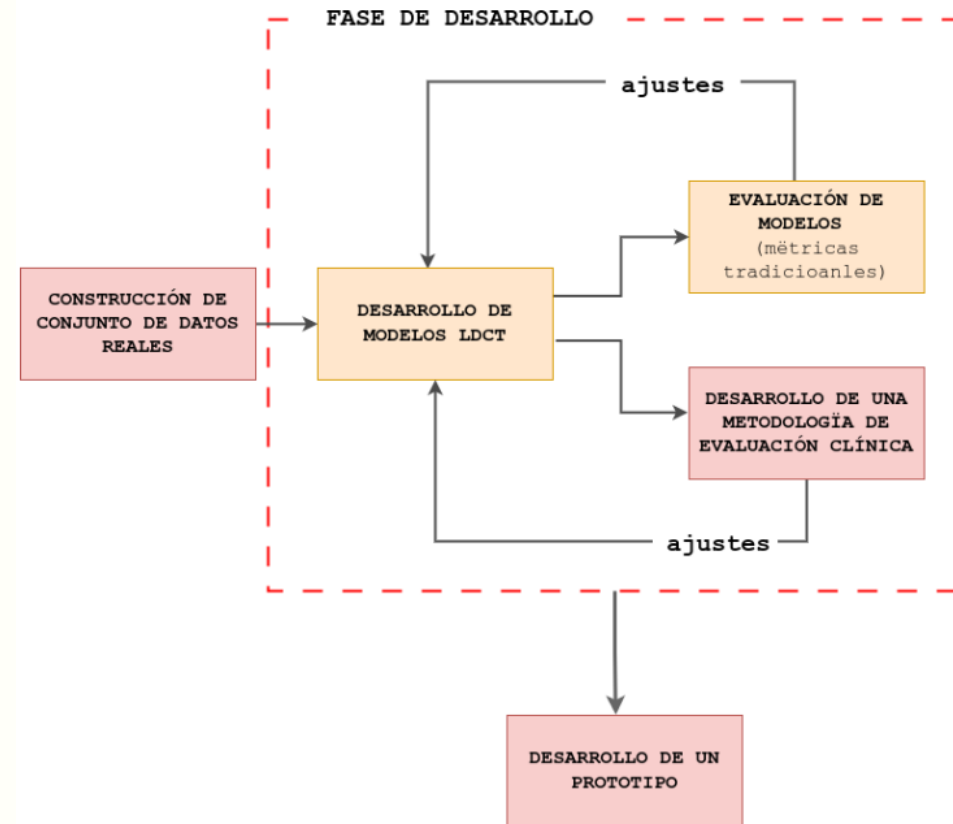 FASE DE DESARROLLO
ajustes
EVALUACIÓN DE
MODELOS
(mëtricas
tradicioanles)
CONSTRUCCIÓN DE
CONJUNTO DE DATOS
REALES
DESARROLLO DE
MODELOS LDCT
DESARROLLO DE UNA
METODOLOGÏA DE
EVALUACIÓN CLÍNICA
ajustes
DESARROLLO DE UN
PROTOTIPO